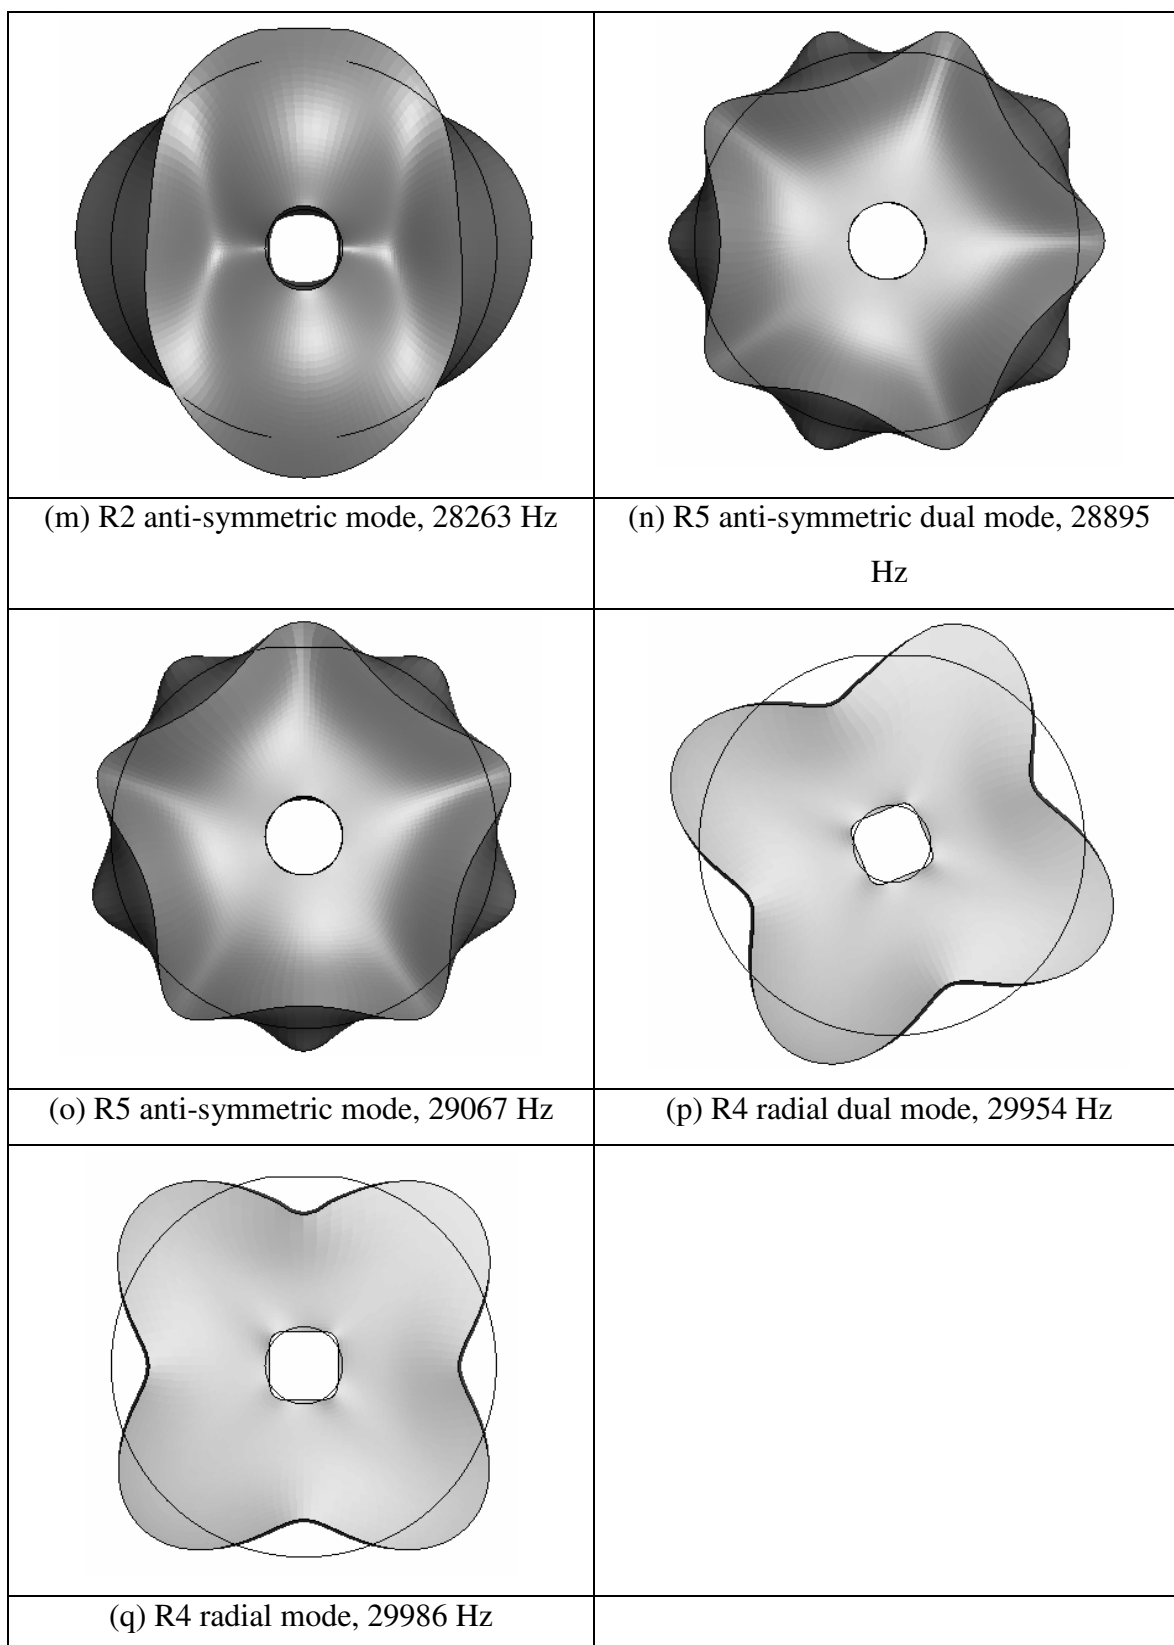 (m) R2 anti-symmetric mode, 28263 Hz
(n) R5 anti-symmetric dual mode, 28895
Hz
(o) R5 anti-symmetric mode, 29067 Hz
(p) R4 radial dual mode, 29954 Hz
(q) R4 radial mode, 29986 Hz